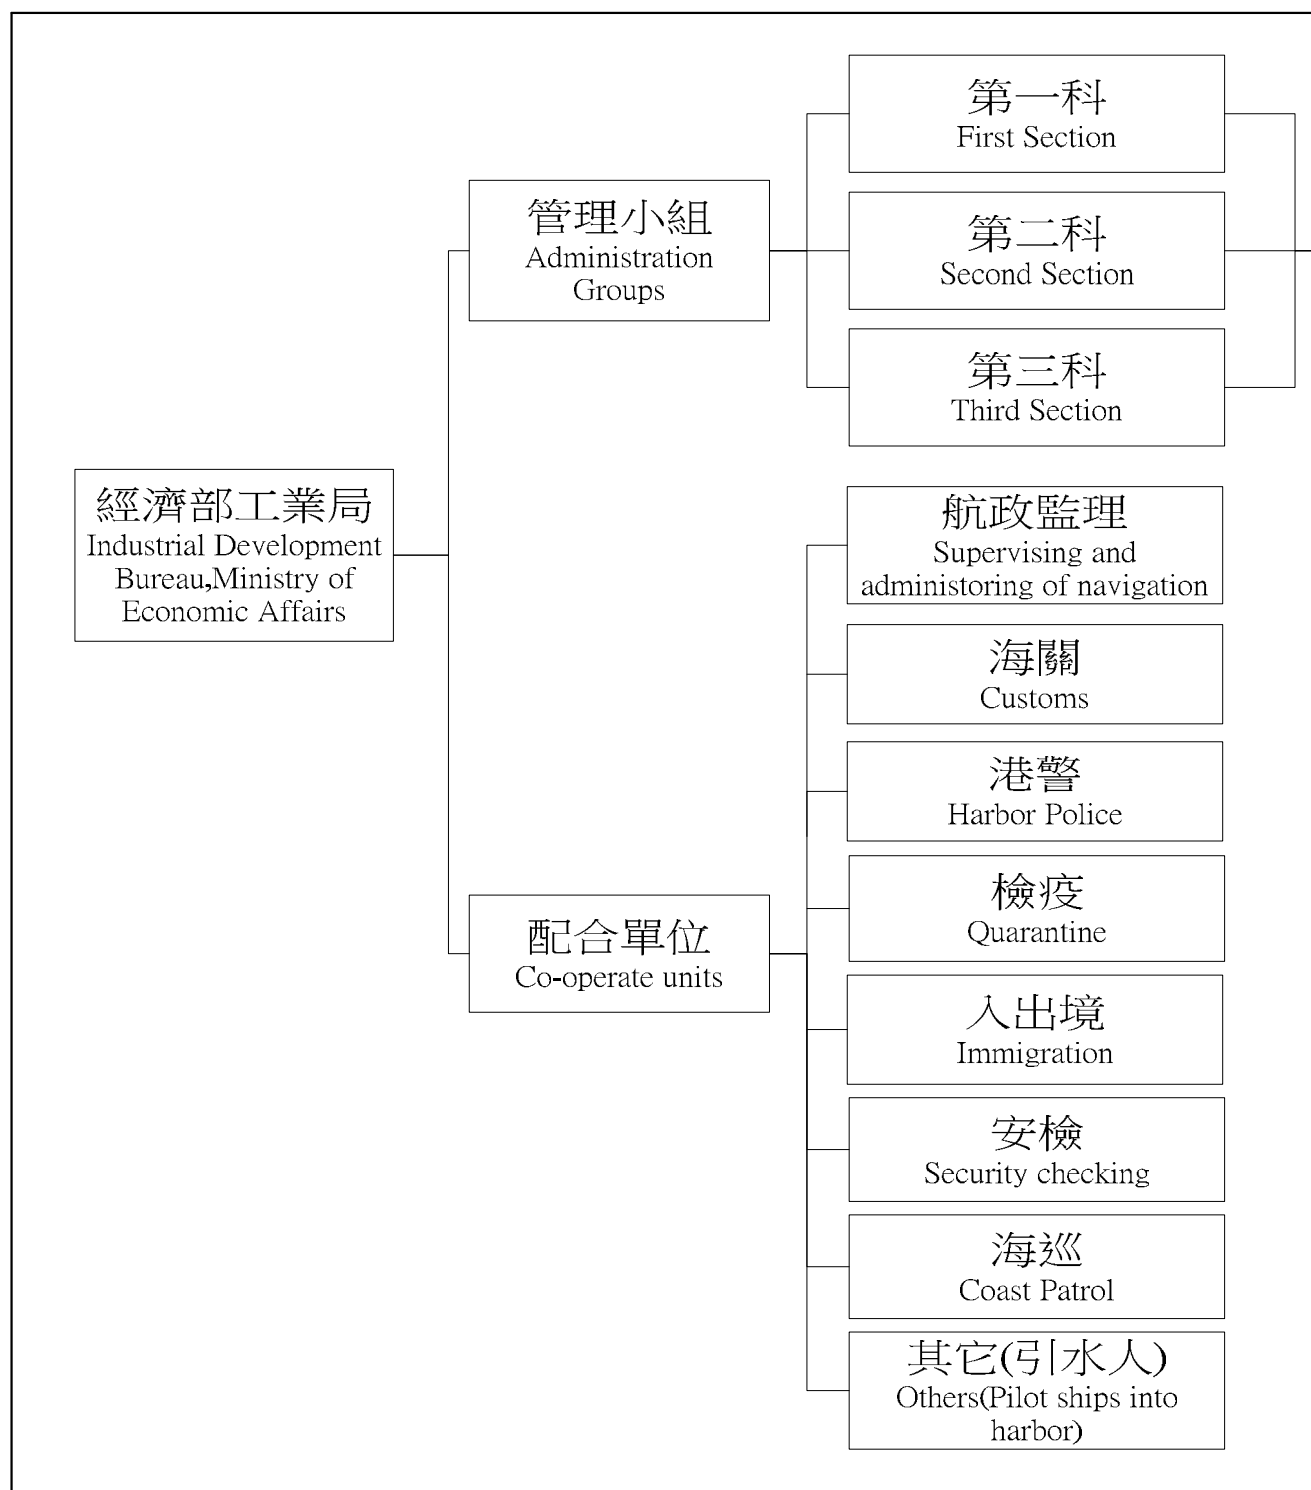 第一科
First Section
管理小組
Administration
Groups
第二科
Second Section
第三科
Third Section
經濟部工業局
Industrial Development
Bureau,Ministry of
Economic Affairs
航政監理
Supervising and
administoring of navigation
海關
Customs
港警
Harbor Police
配合單位
Co-operate units
檢疫
Quarantine
入出境
Immigration
安檢
Security checking
海巡
Coast Patrol
其它(引水人)
Others(Pilot ships into
harbor)